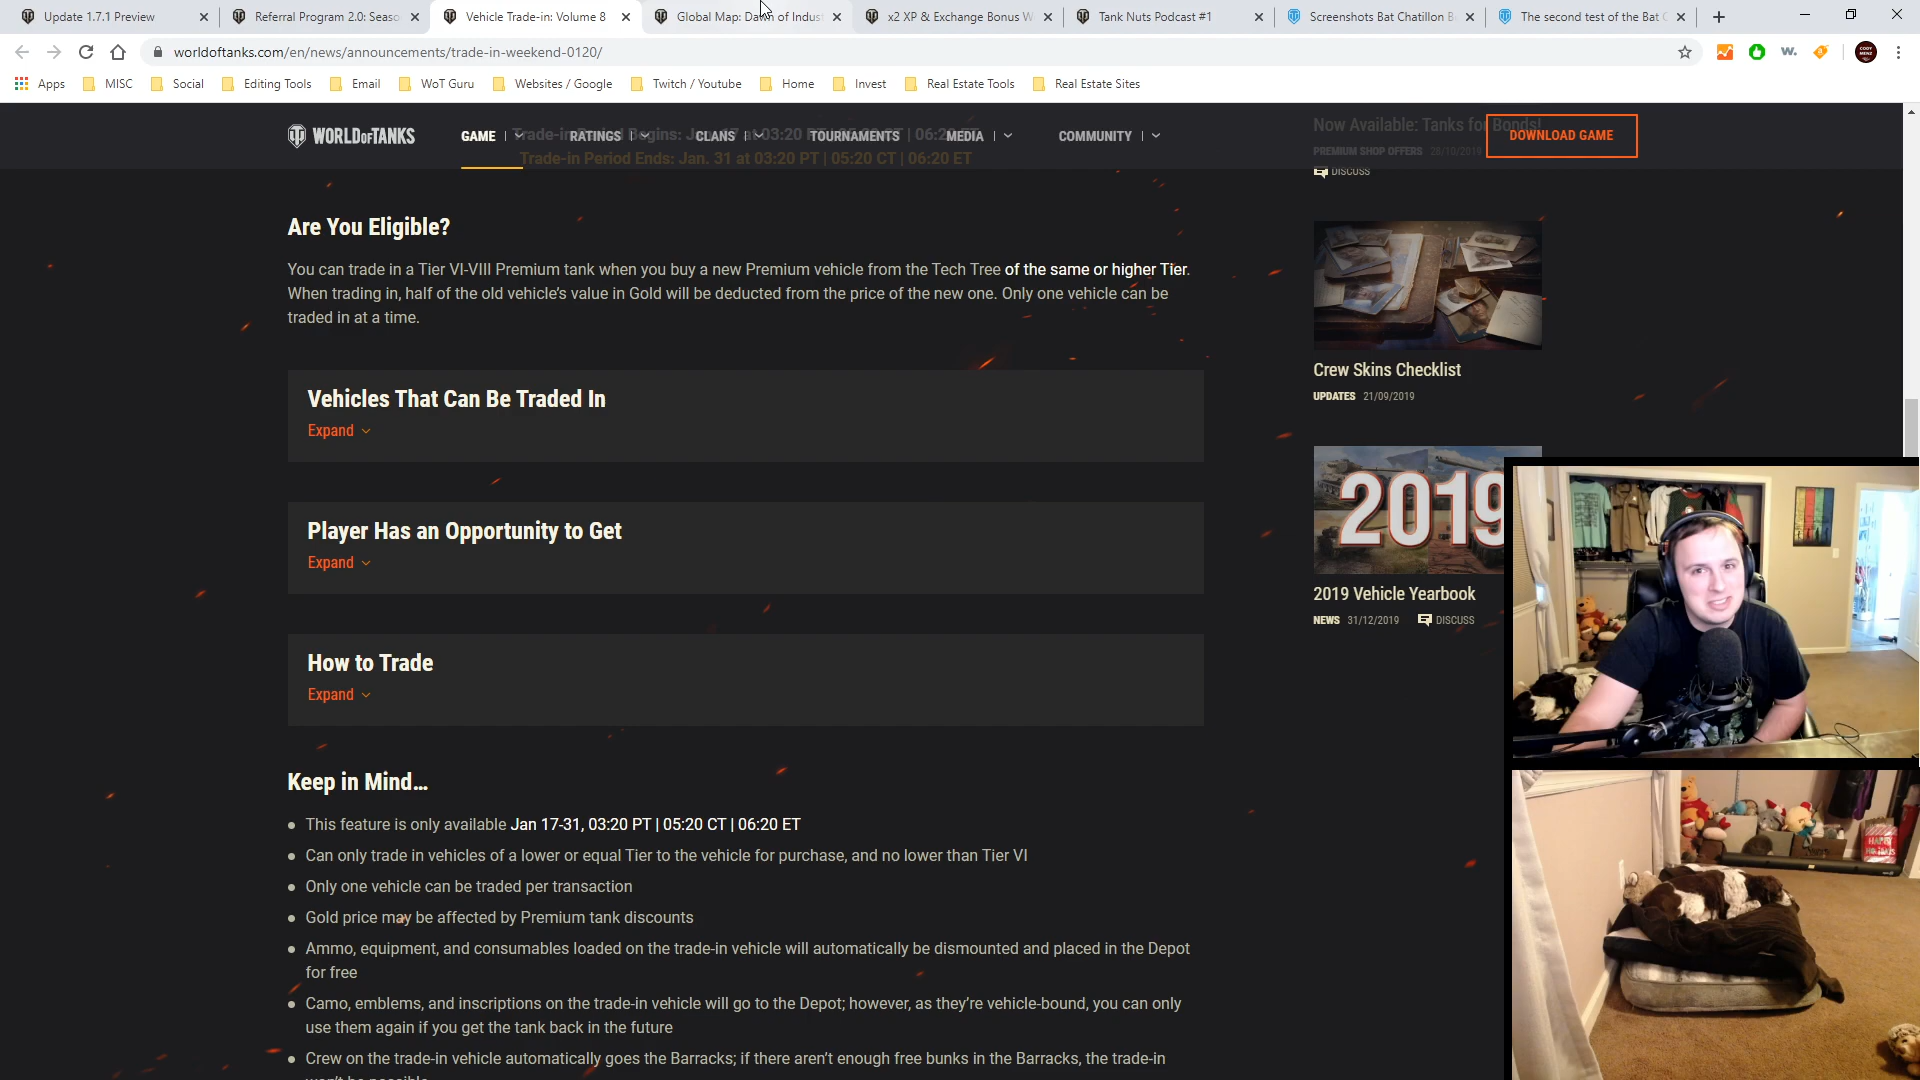 Update 1.7.1 Preview
Referral Program 2.0: Seaso
Vehicle Trade-in: Volume 8
Global Map: Dawn of Indust
x2 XP & Exchange Bonus W
Tank Nuts Podcast #1
Screenshots Bat Chatillon B
The second test of the Bat C
worldoftanks.com/en/news/announcements/trade-in-weekend-0120/
Apps
MISC
Social
Editing Tools
Email
WoT Guru
Websites / Google
Twitch / Youtube
Home
Invest
Real Estate Tools
Real Estate Sites
WORLD OF TANKS
GAME
RATINGS
CLANS
TOURNAMENTS
MEDIA
COMMUNITY
DOWNLOAD GAME
Trade-in Period Ends: Jan. 31 at 03:20 PT | 05:20 CT | 06:20 ET
Now Available: Tanks for Bonds!
PREMIUM SHOP OFFERS 28/10/2019
DISCUSS
Are You Eligible?
You can trade in a Tier VI-VIII Premium tank when you buy a new Premium vehicle from the Tech Tree of the same or higher Tier.
When trading in, half of the old vehicle's value in Gold will be deducted from the price of the new one. Only one vehicle can be
traded in at a time.
Vehicles That Can Be Traded In
Expand
Player Has an Opportunity to Get
Expand
How to Trade
Expand
Keep in Mind...
This feature is only available Jan 17-31, 03:20 PT | 05:20 CT | 06:20 ET
Can only trade in vehicles of a lower or equal Tier to the vehicle for purchase, and no lower than Tier VI
Only one vehicle can be traded per transaction
Gold price may be affected by Premium tank discounts
Ammo, equipment, and consumables loaded on the trade-in vehicle will automatically be dismounted and placed in the Depot
for free
Camo, emblems, and inscriptions on the trade-in vehicle will go to the Depot; however, as they're vehicle-bound, you can only
use them again if you get the tank back in the future
Crew on the trade-in vehicle automatically goes the Barracks; if there aren't enough free bunks in the Barracks, the trade-in
Crew Skins Checklist
UPDATES 21/09/2019
2019
2019 Vehicle Yearbook
NEWS 31/12/2019 DISCUSS